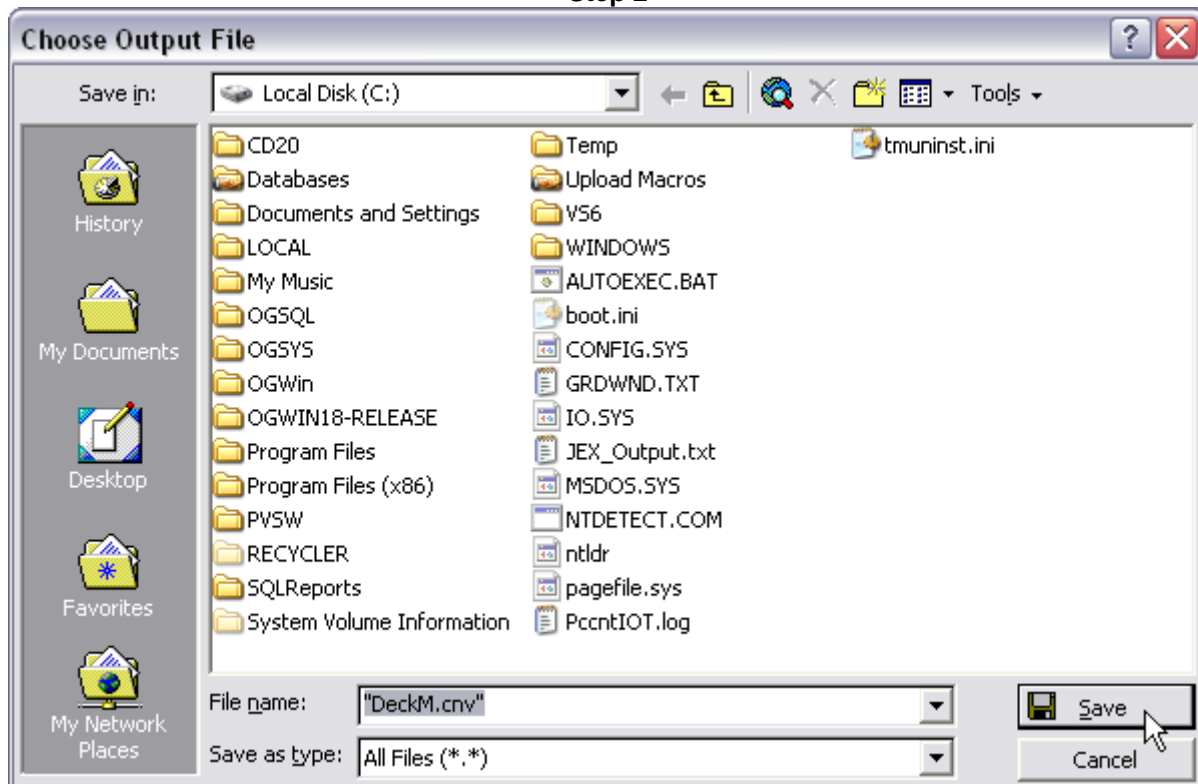 Choose Output File
Save in:
Local Disk (C:)
Tools
History
My Documents
Desktop
Favorites
My Network Places
CD20
Databases
Documents and Settings
LOCAL
My Music
OGSQL
OGSYS
OGWin
OGWIN18-RELEASE
Program Files
Program Files (x86)
PVSW
RECYCLER
SQLReports
System Volume Information
Temp
Upload Macros
VS6
WINDOWS
AUTOEXEC.BAT
boot.ini
CONFIG.SYS
GRDWND.TXT
IO.SYS
JEX_Output.txt
MSDOS.SYS
NTDETECT.COM
ntldr
pagefile.sys
PccntIOT.log
tmuninst.ini
File name:
"DeckM.cnv"
Save
Save as type:
All Files (*.*)
Cancel